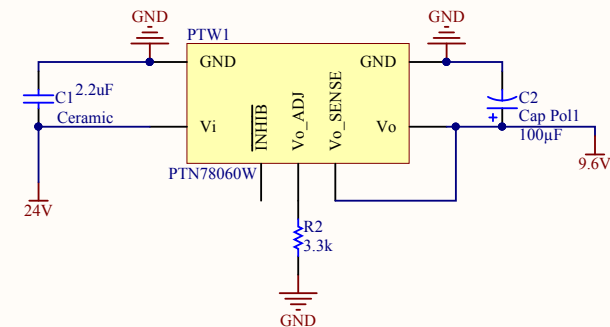 GND
GND
PTW1
GND
GND
C1
2.2uF
Ceramic
Vi
INHIB
Vo_ADJ
Vo_SENSE
Vo
C2
Cap Pol1
100µF
PTN78060W
24V
9.6V
R2
3.3k
GND